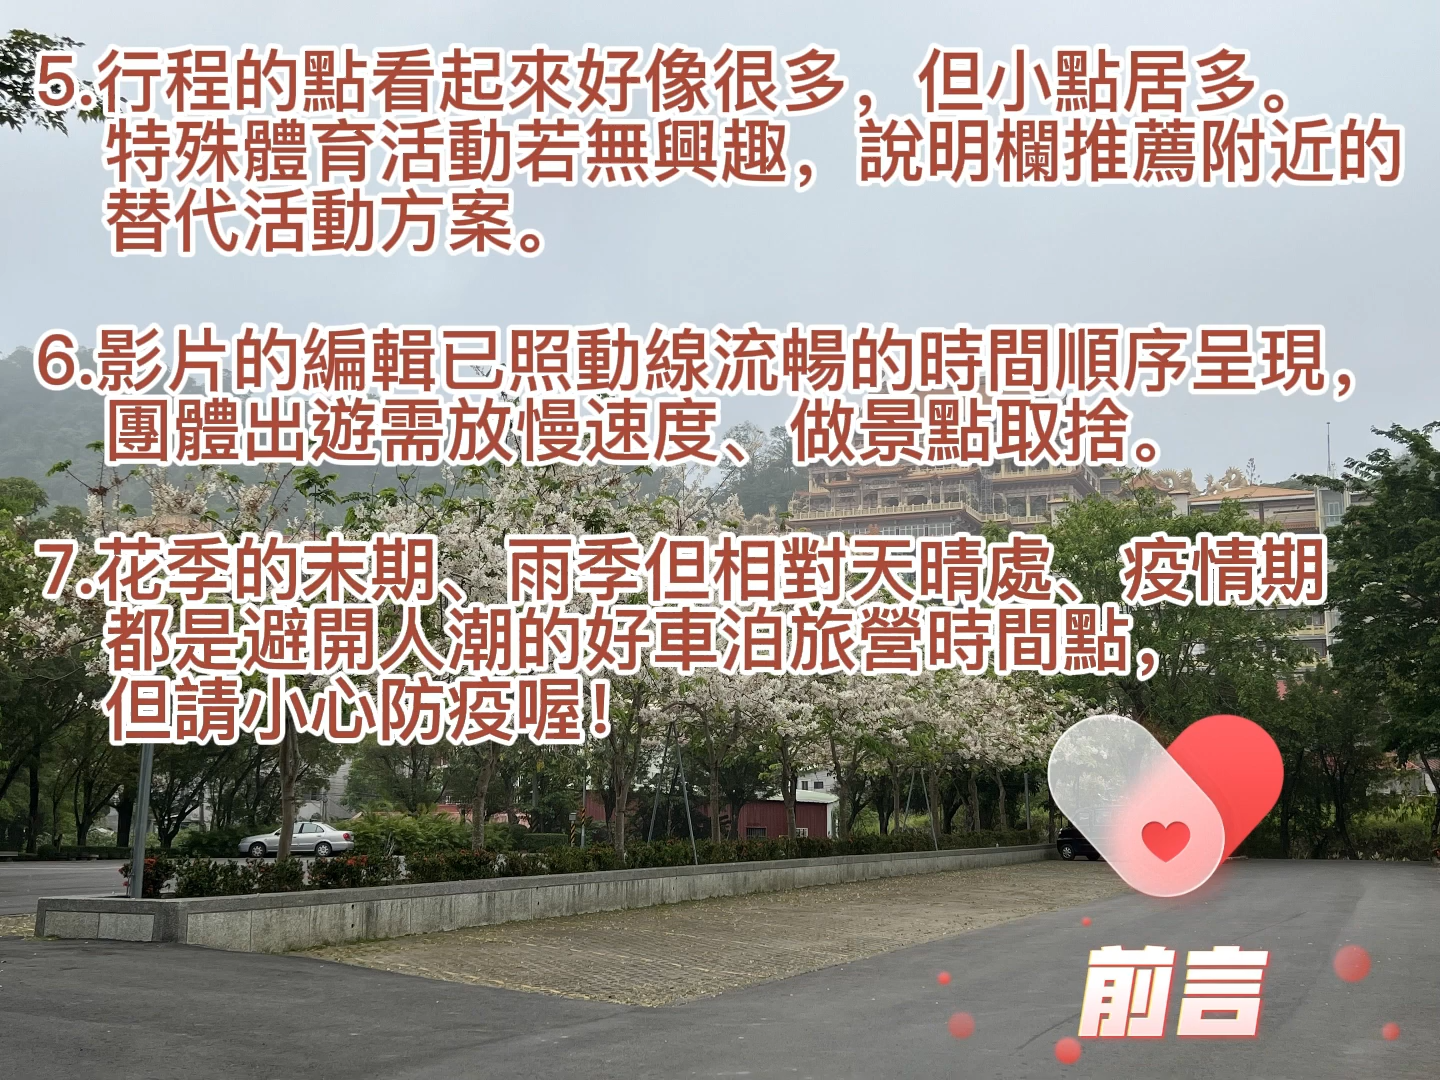 5.行程的點看起來好像很多，但小點居多。
特殊體育活動若無興趣，說明欄推薦附近的
替代活動方案。
6.影片的編輯已照動線流暢的時間順序呈現，
團體出遊需放慢速度、做景點取捨。
7.花季的末期、雨季但相對天晴處、疫情期
都是避開人潮的好車泊旅營時間點，
但請小心防疫喔！
前言